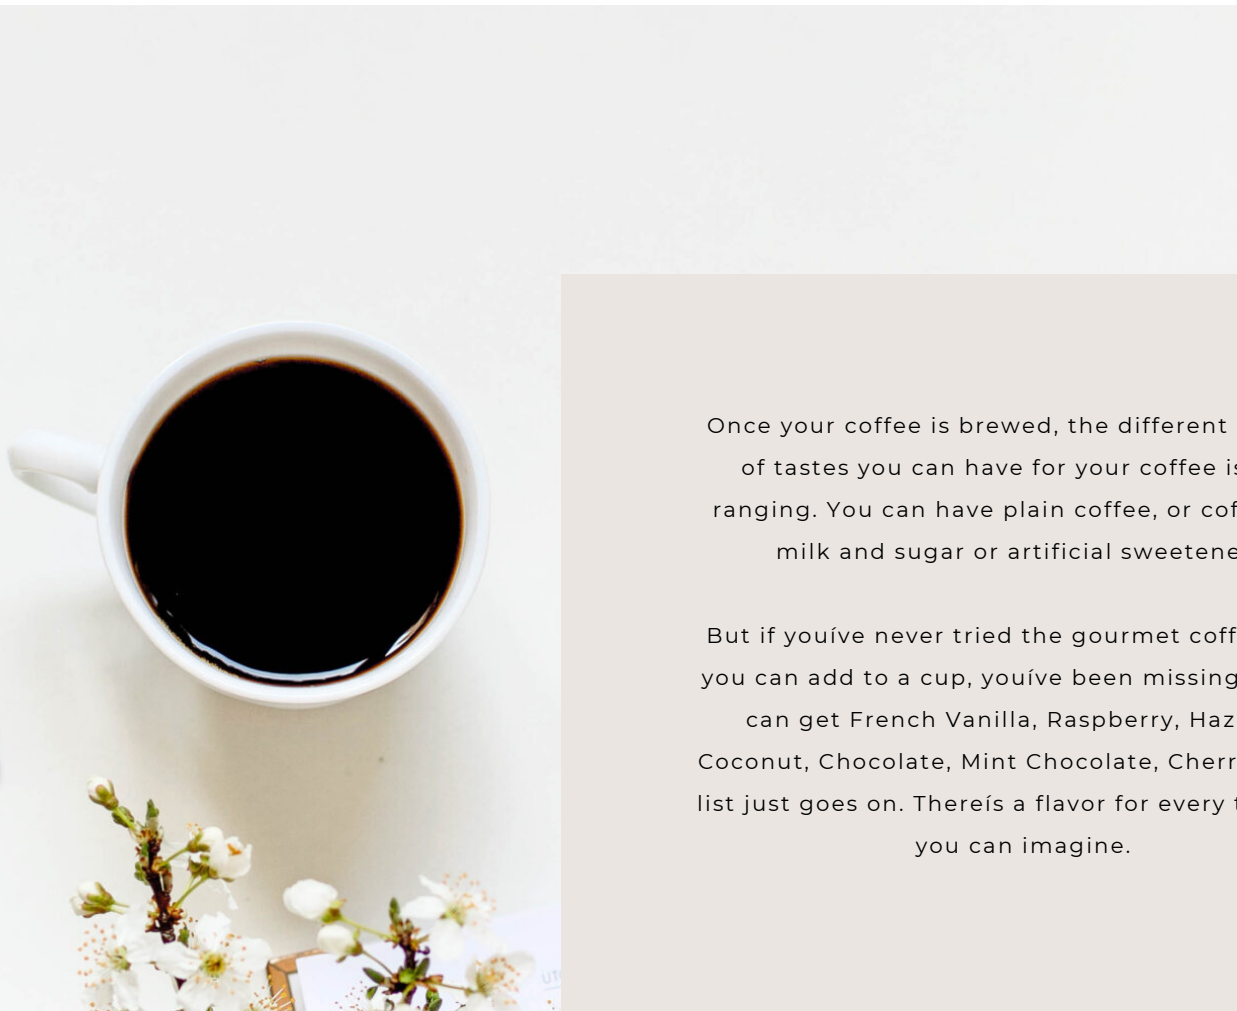 Once your coffee is brewed, the different
of tastes you can have for your coffee is
ranging. You can have plain coffee, or cof
milk and sugar or artificial sweetene
But if youíve never tried the gourmet coff
you can add to a cup, youíve been missing
can get French Vanilla, Raspberry, Haz
Coconut, Chocolate, Mint Chocolate, Cherr
list just goes on. Thereís a flavor for every t
you can imagine.